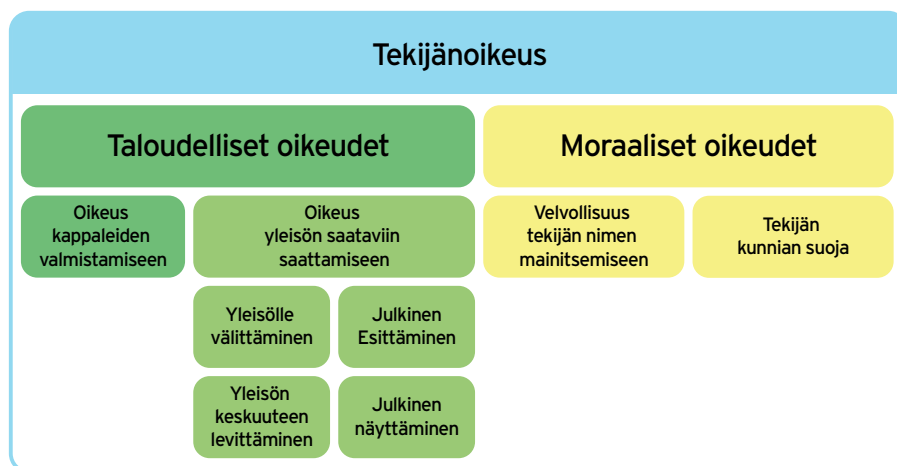 Tekijänoikeus
Taloudelliset oikeudet
Moraaliset oikeudet
Oikeus
kappaleiden
valmistamiseen
Oikeus
yleisön saataviin
saattamiseen
Velvollisuus
tekijän nimen
mainitsemiseen
Tekijän
kunnian suoja
Yleisölle
välittäminen
Julkinen
Esittäminen
Yleisön
keskuuteen
levittäminen
Julkinen
näyttäminen